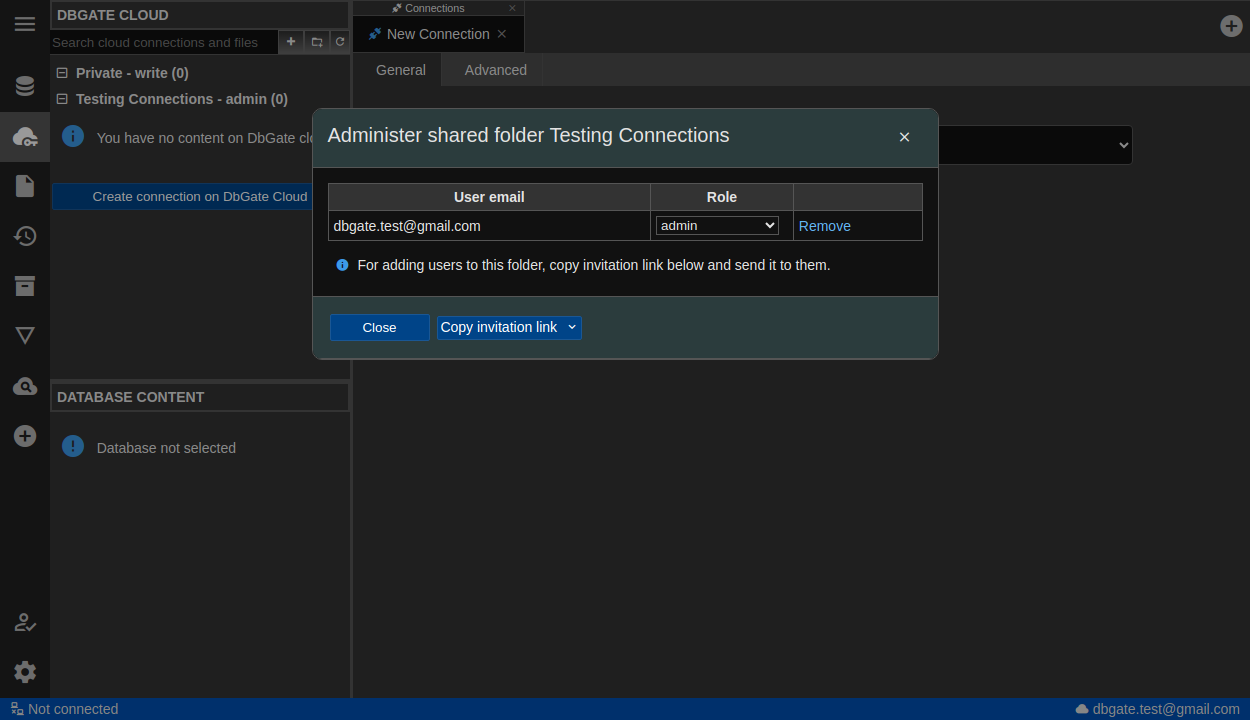 DBGATE CLOUD
Search cloud connections and files
Private - write (0)
Testing Connections - admin (0)
You have no content on DbGate clo
Create connection on DbGate Cloud
DATABASE CONTENT
Database not selected
Connections
New Connection
General Advanced
Administer shared folder Testing Connections
User email Role
dbgate.test@gmail.com admin Remove
For adding users to this folder, copy invitation link below and send it to them.
Close Copy invitation link
Not connected dbgate.test@gmail.com